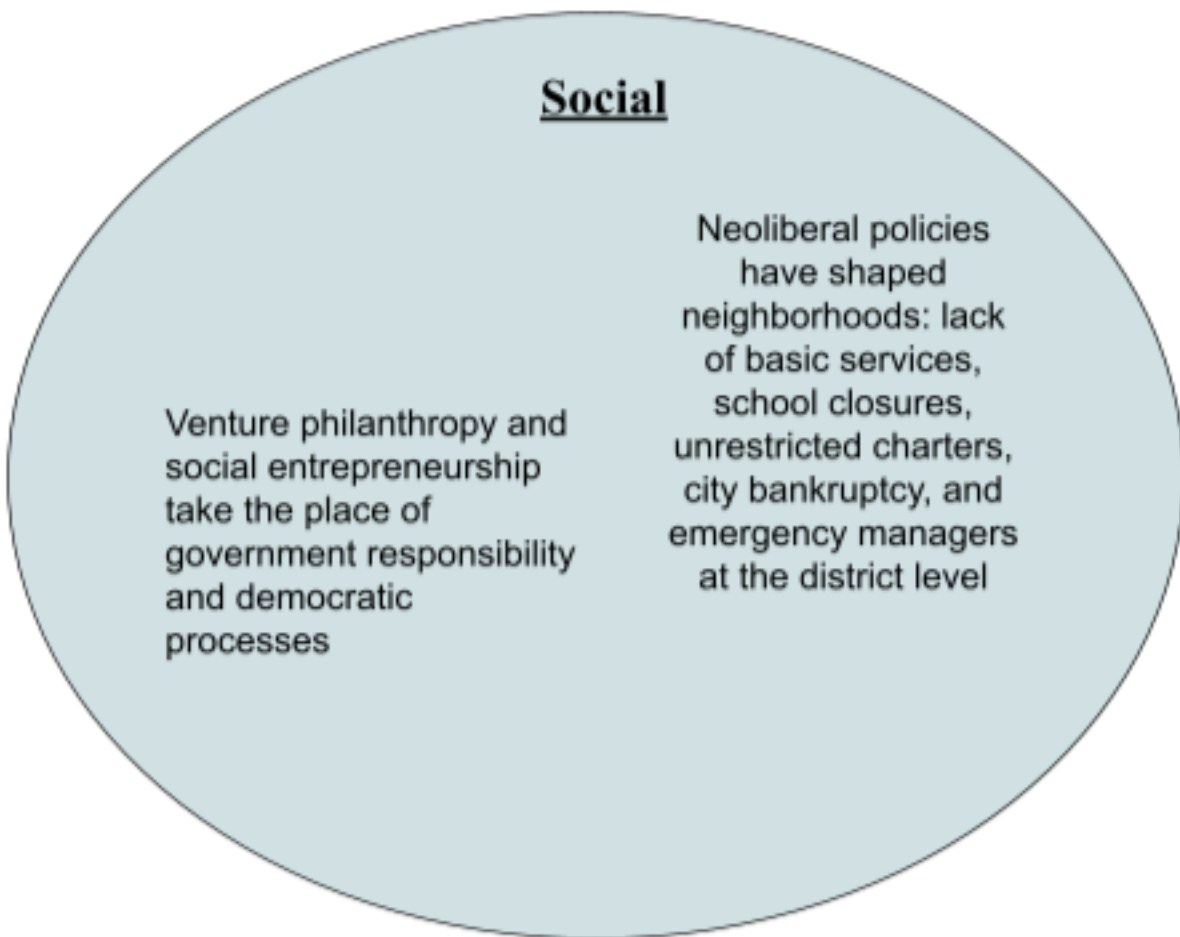 Social
Venture philanthropy and
social entrepreneurship
take the place of
government responsibility
and democratic
processes
Neoliberal policies
have shaped
neighborhoods: lack
of basic services,
school closures,
unrestricted charters,
city bankruptcy, and
emergency managers
at the district level